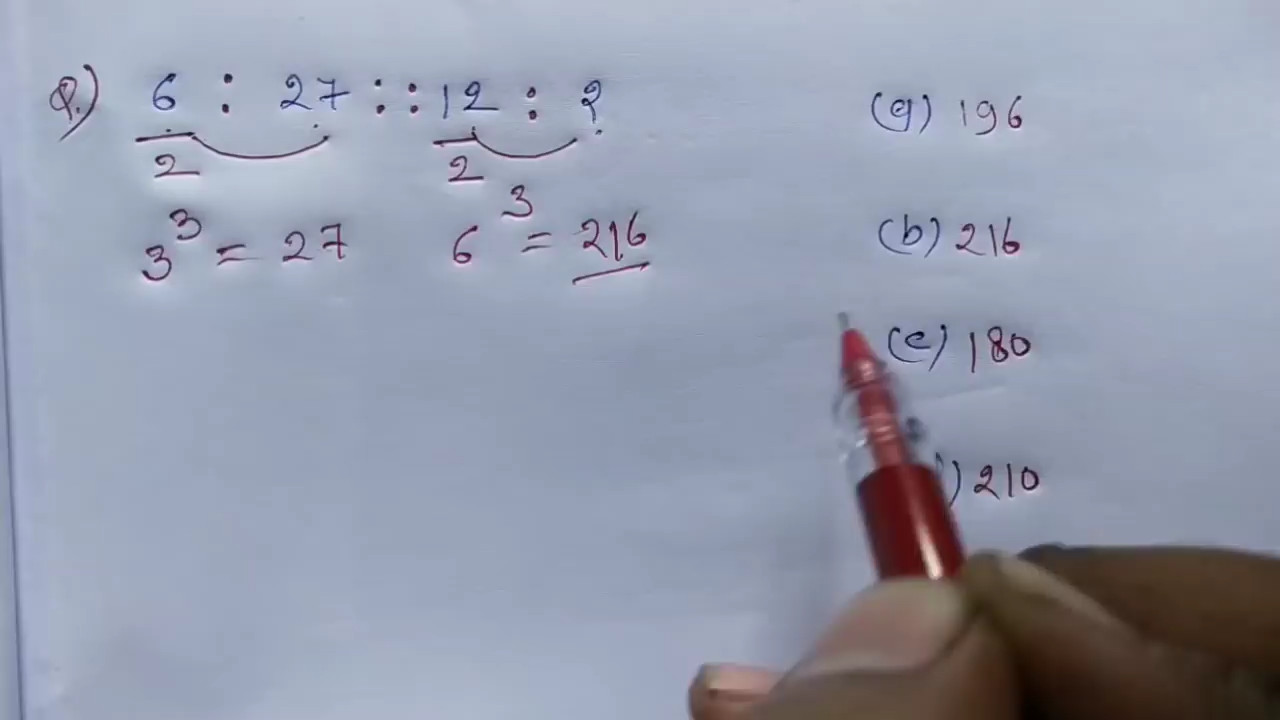 Q.) 6 : 27 :: 12 : ?
2 2
3³ = 27 6³ = 216
(a) 196
(b) 216
(c) 180
) 210